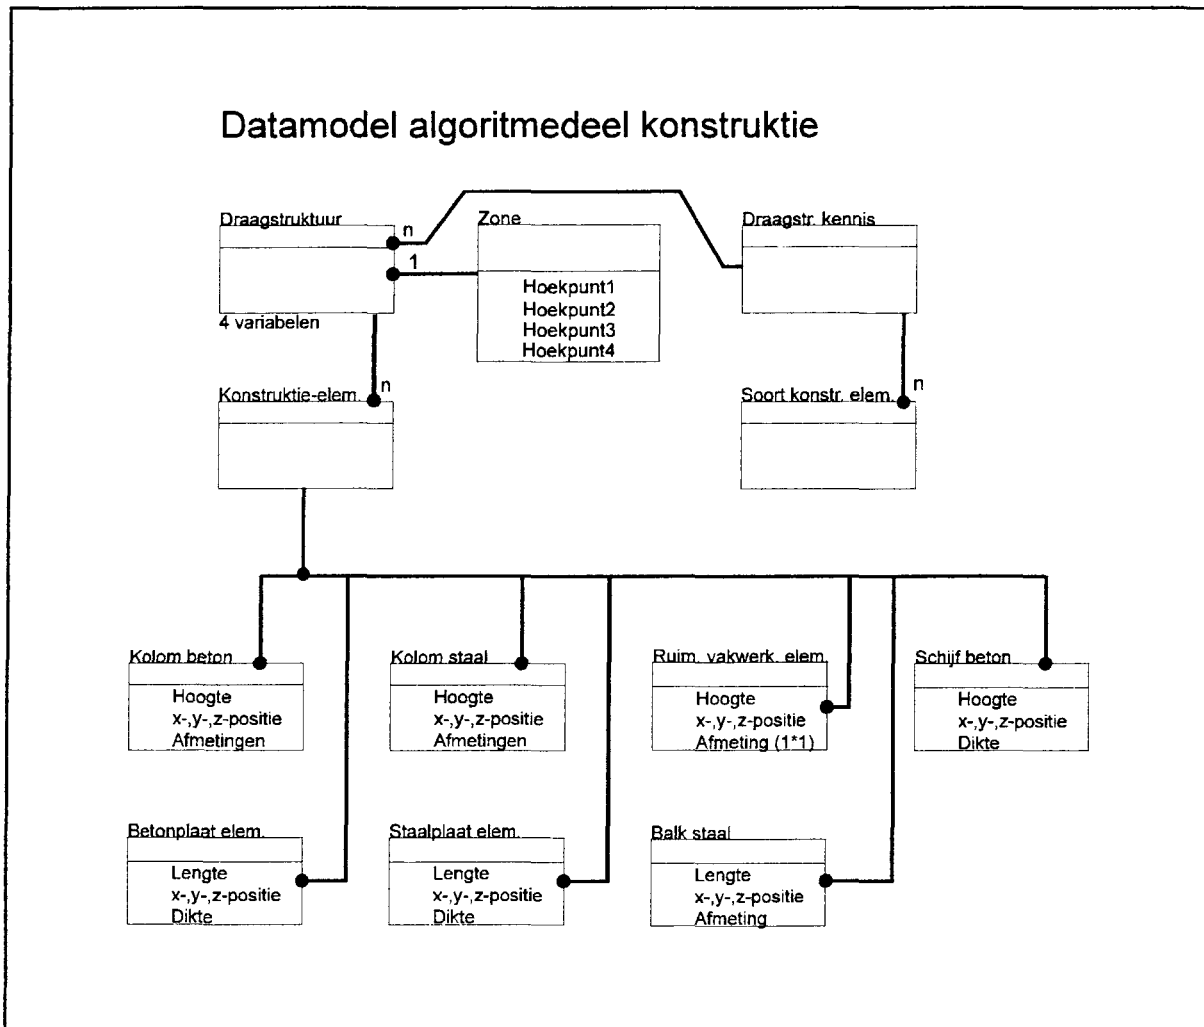 Datamodel algoritmedeel konstruktie
Draagstruktuur
n
1
4 variabelen
Zone
Hoekpunt1
Hoekpunt2
Hoekpunt3
Hoekpunt4
Draagstr. kennis
n
Konstruktie-elem.
n
Soort konstr. elem.
Kolom beton
Hoogte
x-,y-,z-positie
Afmetingen
Kolom staal
Hoogte
x-,y-,z-positie
Afmetingen
Ruim. vakwerk. elem.
Hoogte
x-,y-,z-positie
Afmeting (1*1)
Schijf beton
Hoogte
x-,y-,z-positie
Dikte
Betonplaat elem.
Lengte
x-,y-,z-positie
Dikte
Staalplaat elem.
Lengte
x-,y-,z-positie
Dikte
Balk staal
Lengte
x-,y-,z-positie
Afmeting